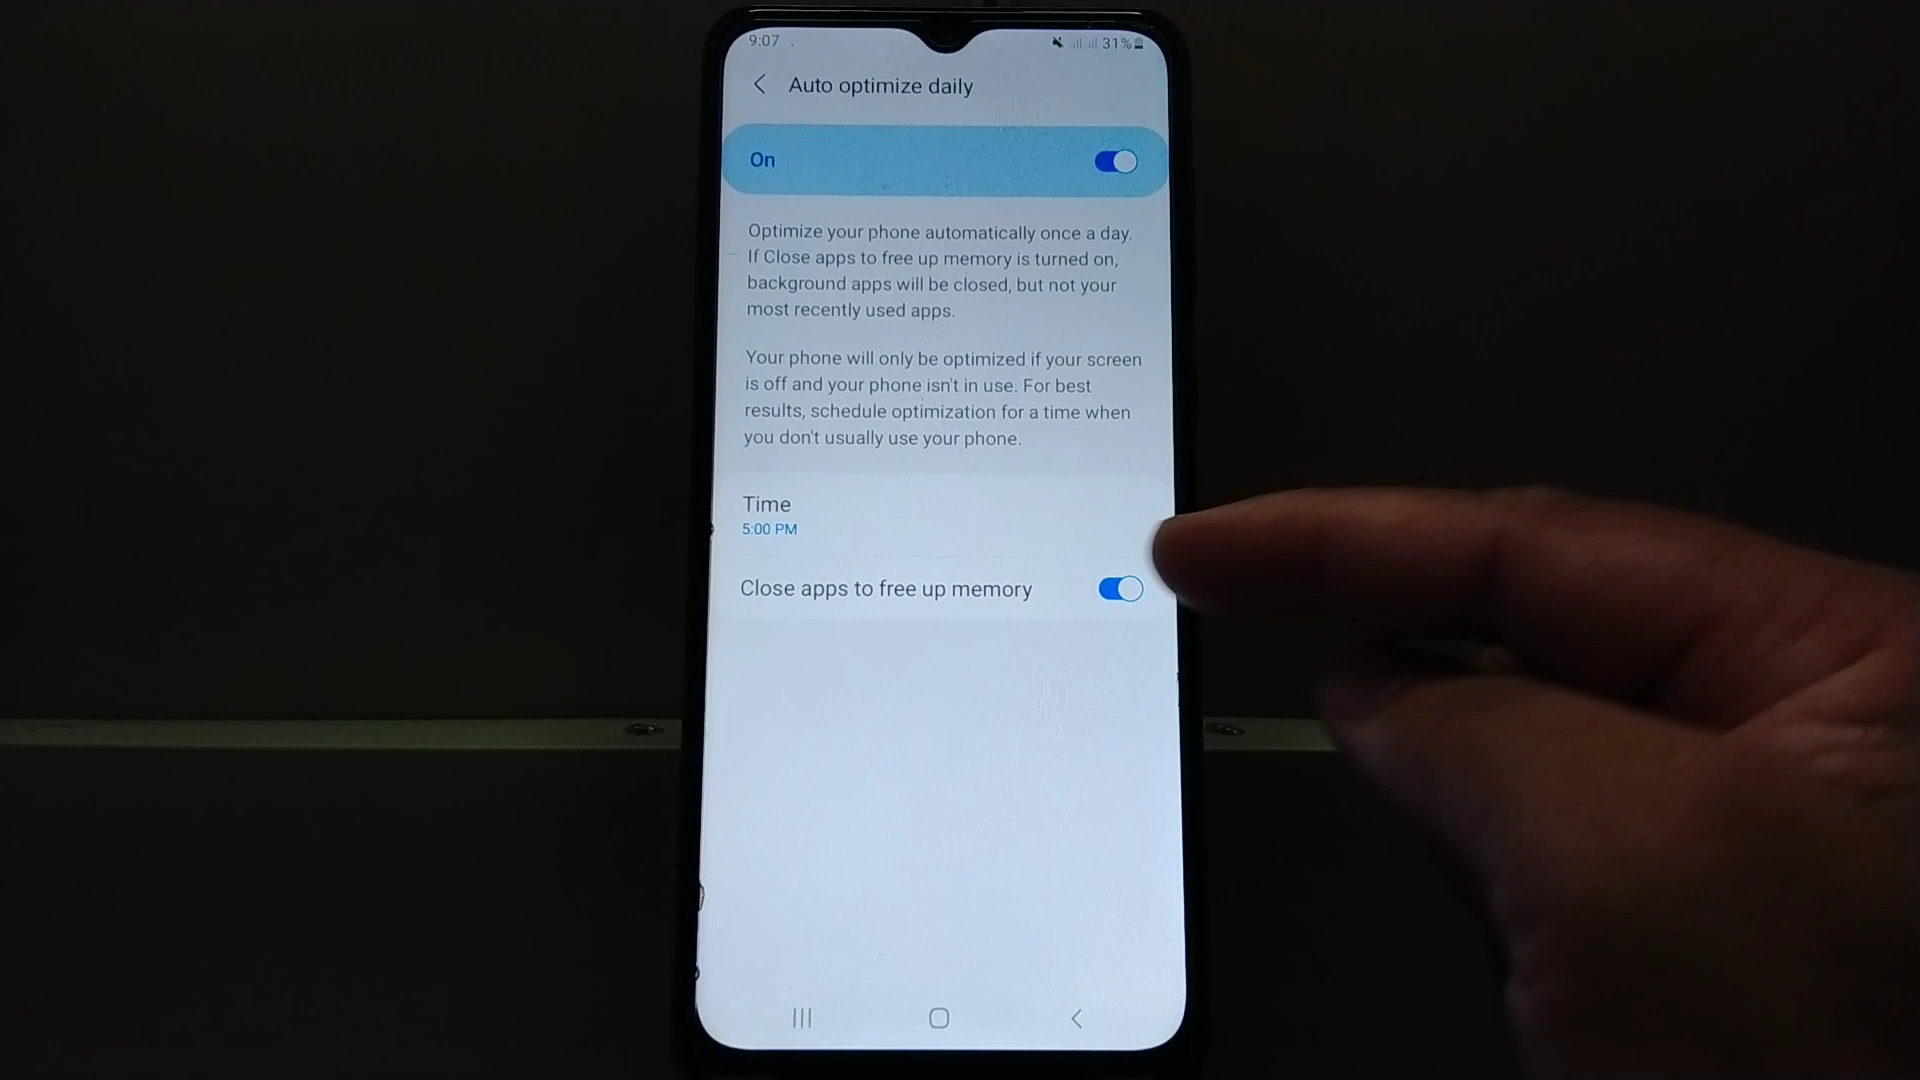 9:07
31%
Auto optimize daily
On
Optimize your phone automatically once a day.
If Close apps to free up memory is turned on,
background apps will be closed, but not your
most recently used apps.
Your phone will only be optimized if your screen
is off and your phone isn't in use. For best
results, schedule optimization for a time when
you don't usually use your phone.
Time
5:00 PM
Close apps to free up memory